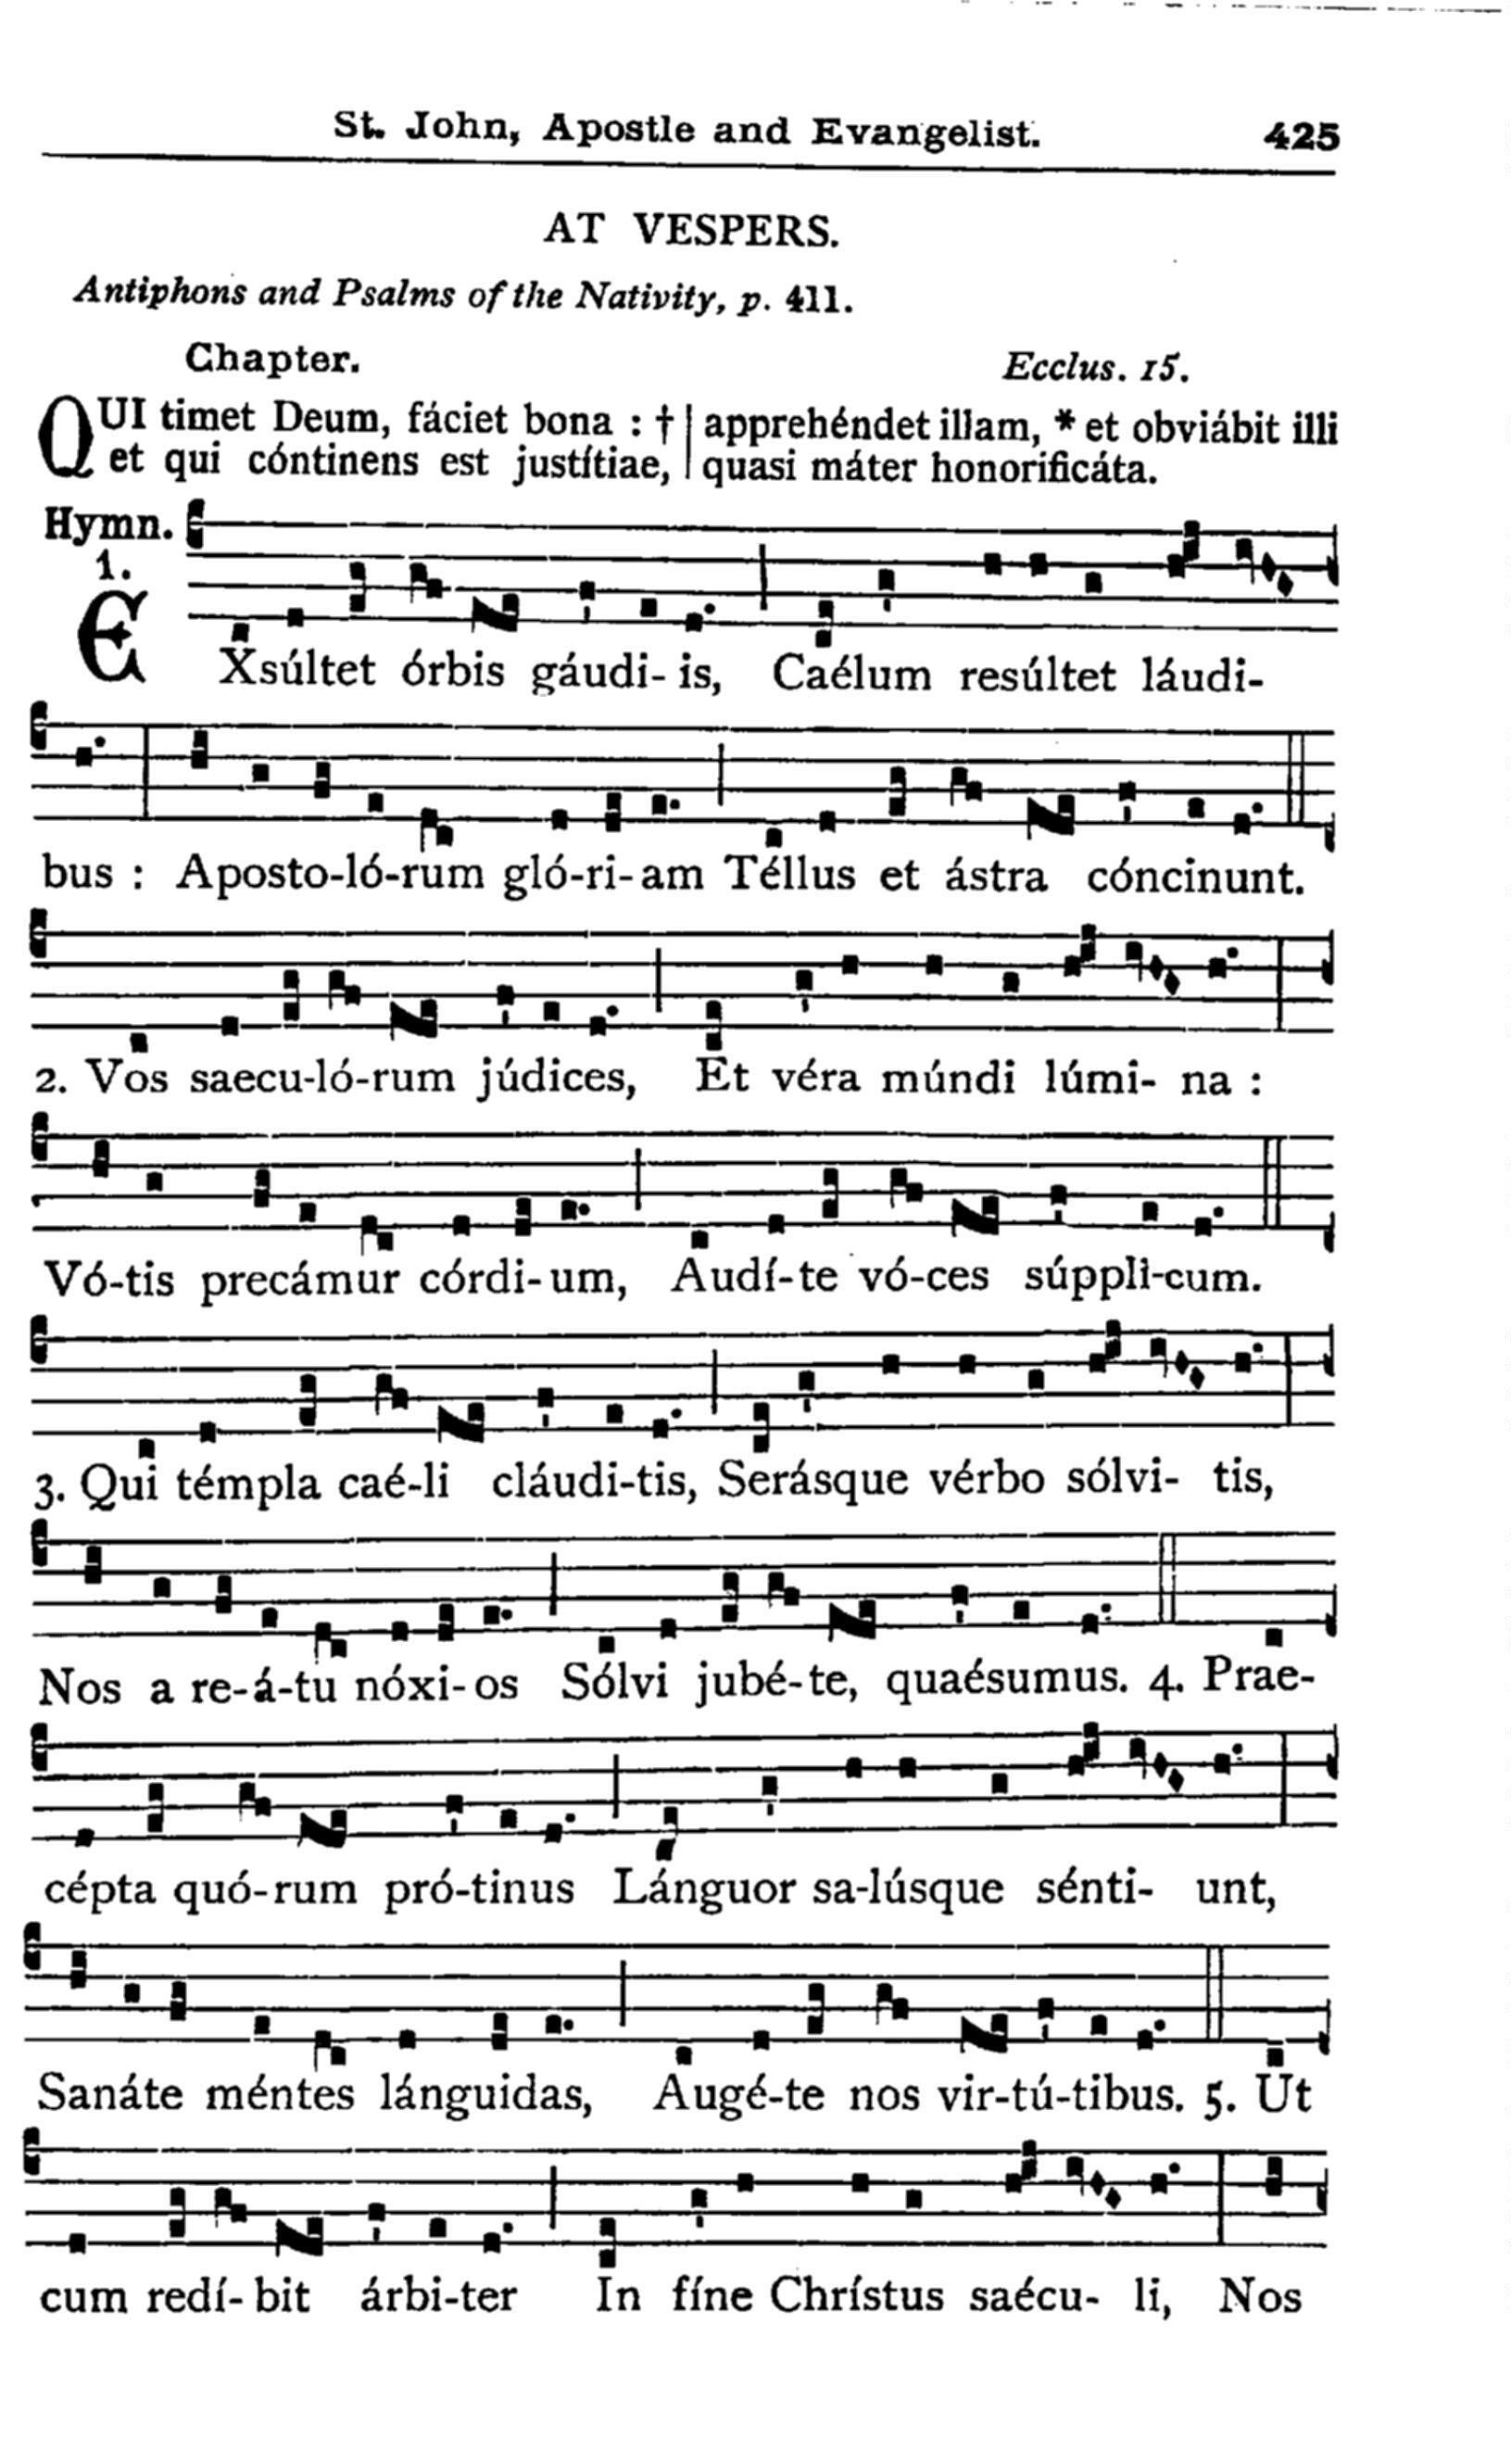 St. John, Apostle and Evangelist. 425
AT VESPERS.
Antiphons and Psalms of the Nativity, p. 411.
Chapter. Ecclus. 15.
QUI timet Deum, fáciet bona : †
et qui cóntinens est justítiae,
apprehéndet illam, * et obviábit illi
quasi máter honorificáta.
Hymn.
1.
EXsúltet órbis gáudi- is, Caélum resúltet láudi-
bus : Aposto-ló-rum gló-ri-am Téllus et ástra cóncinunt.
2. Vos saecu-ló-rum júdices, Et véra múndi lúmi- na :
Vó-tis precámur córdi-um, Audí-te vó-ces súppli-cum.
3. Qui témpla caé-li cláudi-tis, Serásque vérbo sólvi- tis,
Nos a re-á-tu nóxi-os Sólvi jubé-te, quaésumus. 4. Prae-
cépta quó-rum pró-tinus Lánguor sa-lúsque sénti- unt,
Sanáte méntes lánguidas, Augé-te nos vir-tú-tibus. 5. Ut
cum redí-bit árbi-ter In fíne Chrístus saécu- li, Nos